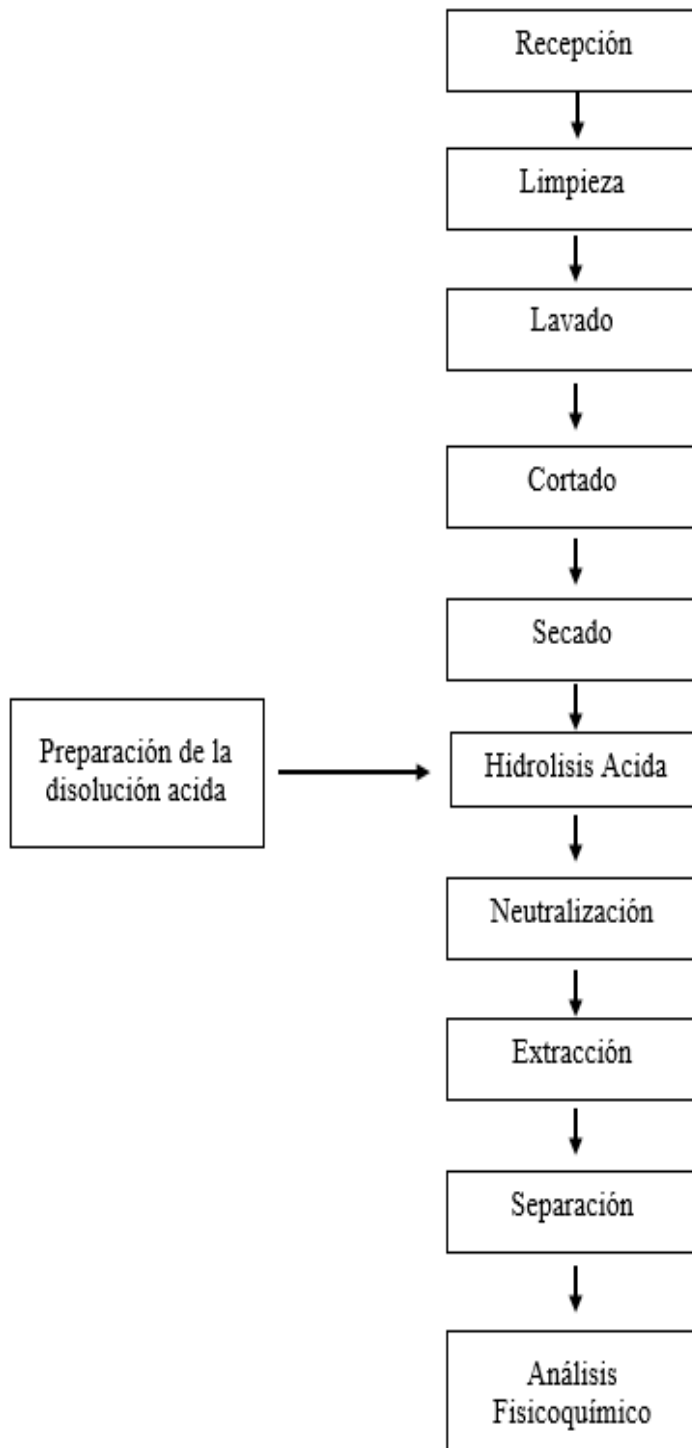 Recepción
Limpieza
Lavado
Cortado
Secado
Preparación de la
disolución acida
Hidrolisis Acida
Neutralización
Extracción
Separación
Análisis
Fisicoquímico